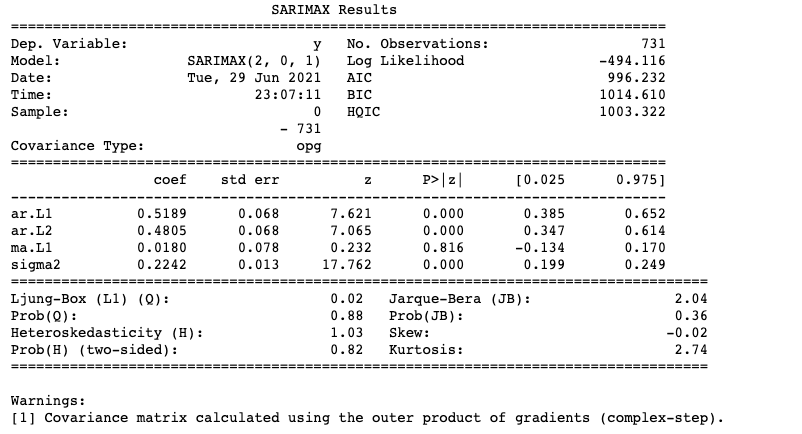 SARIMAX Results
==============================================================================
Dep. Variable:                      y   No. Observations:                  731
Model:               SARIMAX(2, 0, 1)   Log Likelihood                -494.116
Date:                Tue, 29 Jun 2021   AIC                            996.232
Time:                        23:07:11   BIC                           1014.610
Sample:                             0   HQIC                          1003.322
                                - 731
Covariance Type:                  opg
==============================================================================
                 coef    std err          z      P>|z|      [0.025      0.975]
------------------------------------------------------------------------------
ar.L1          0.5189      0.068      7.621      0.000       0.385       0.652
ar.L2          0.4805      0.068      7.065      0.000       0.347       0.614
ma.L1          0.0180      0.078      0.232      0.816      -0.134       0.170
sigma2         0.2242      0.013     17.762      0.000       0.199       0.249
===================================================================================
Ljung-Box (L1) (Q):                   0.02   Jarque-Bera (JB):                 2.04
Prob(Q):                              0.88   Prob(JB):                         0.36
Heteroskedasticity (H):               1.03   Skew:                            -0.02
Prob(H) (two-sided):                  0.82   Kurtosis:                         2.74
===================================================================================
Warnings:
[1] Covariance matrix calculated using the outer product of gradients (complex-step).